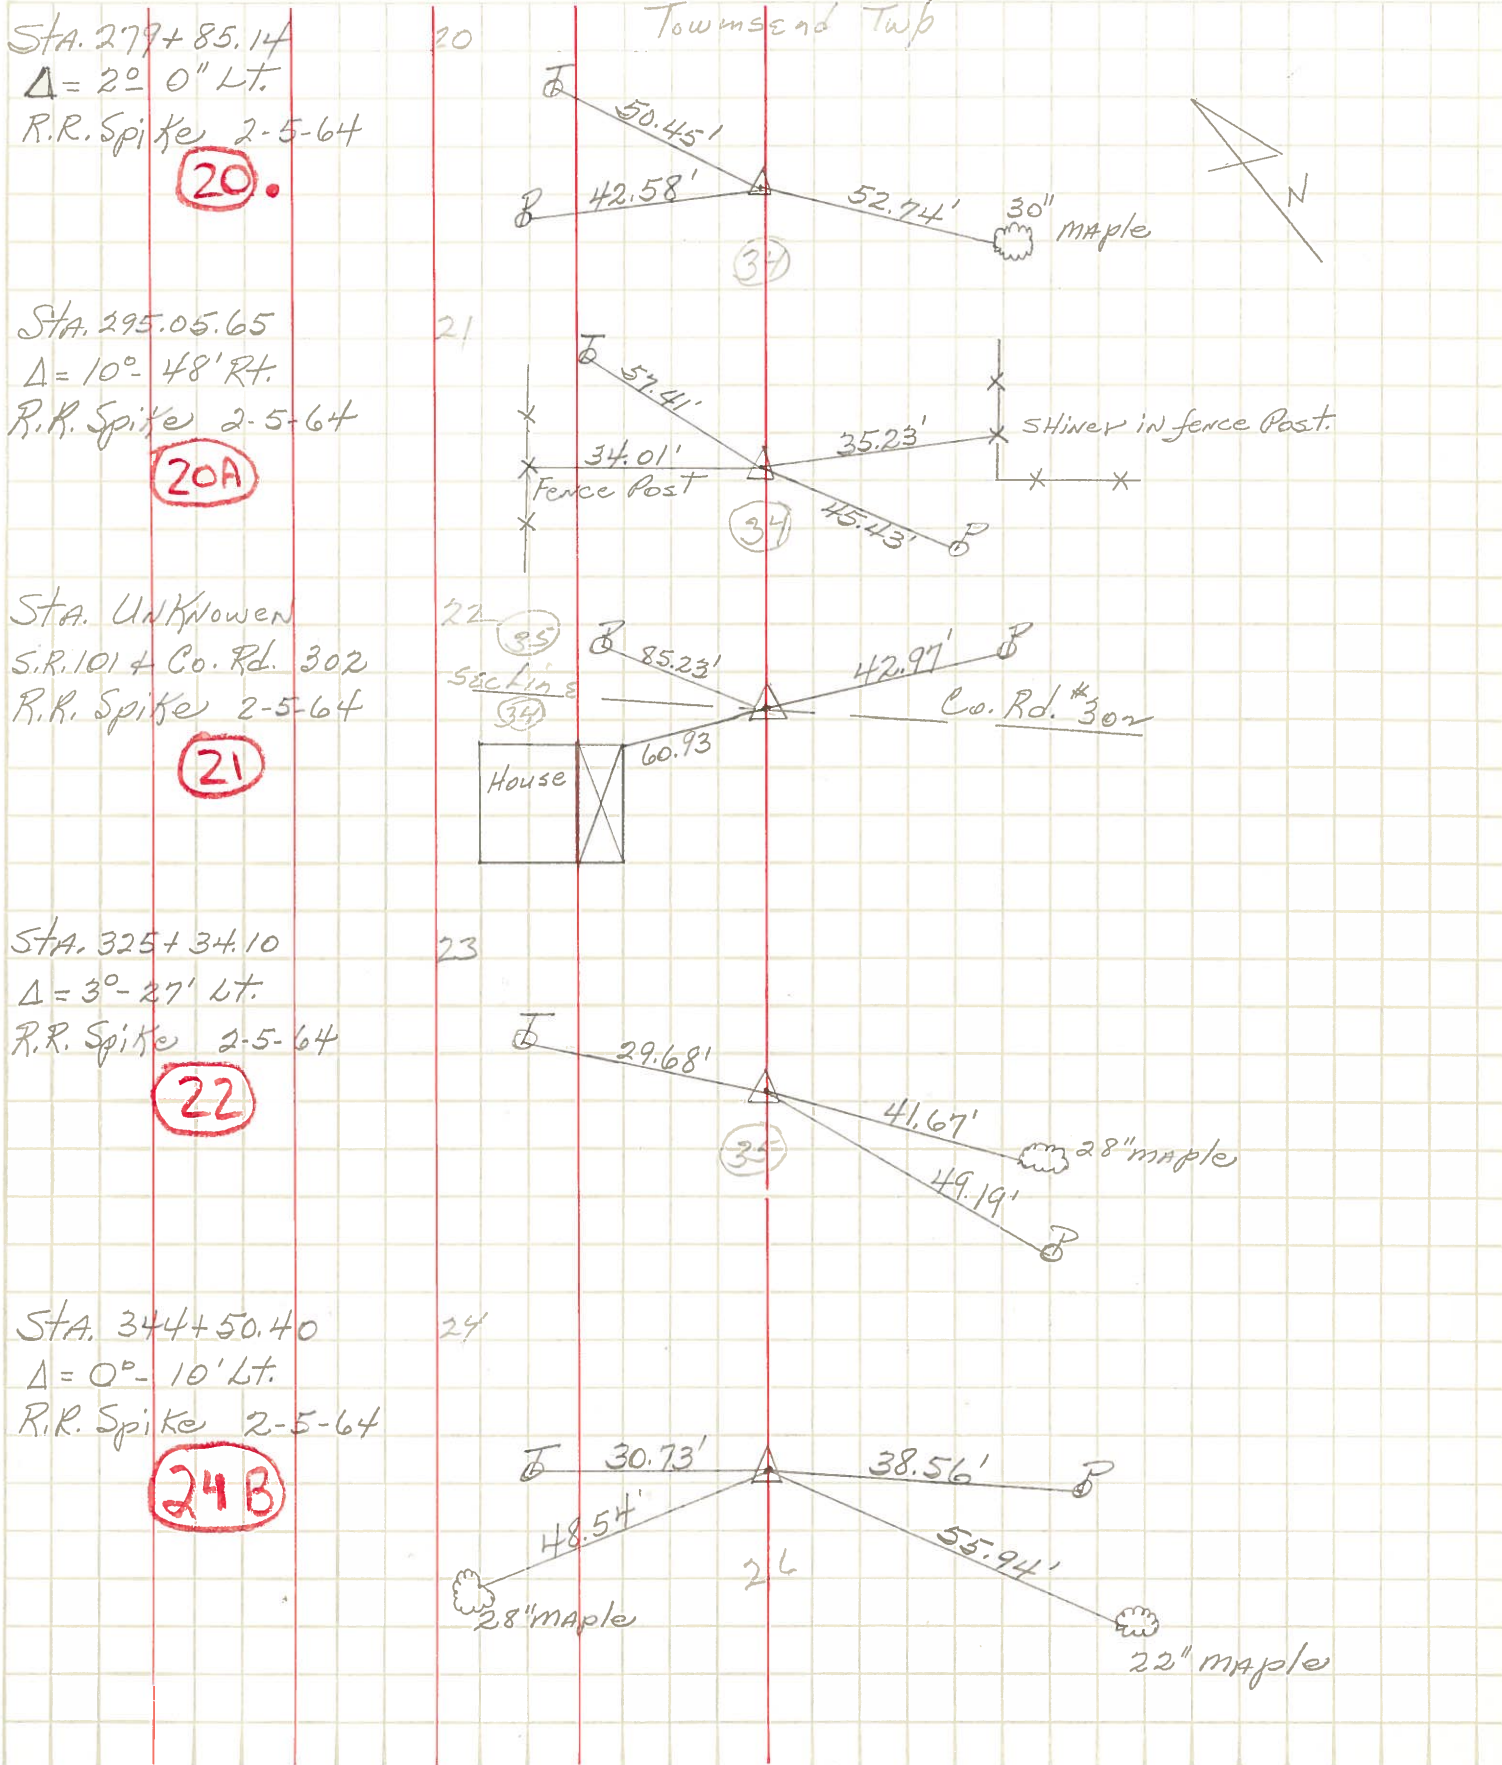 Townsend Twp
Sta. 279+85.14
Δ = 2° 0" Lt.
R.R. Spike 2-5-64
20.
20
T
50.45'
P 42.58'
52.74'
30" Maple
34
N
Sta. 295.05.65
Δ = 10°-48' Rt.
R.R. Spike 2-5-64
20A
21
T
57.41'
34.01'
Fence Post
35.23'
Shiner in fence Post.
45.43'
P
34
Sta. UnKnowen
S.R. 101 & Co. Rd. 302
R.R. Spike 2-5-64
21
22
35
P
85.23'
42.97'
P
Sec Line
34
Co. Rd. #302
60.93
House
Sta. 325+34.10
Δ = 3°-27' Lt.
R.R. Spike 2-5-64
22
23
T
29.68'
41.67'
28" maple
49.19'
P
35
Sta. 344+50.40
Δ = 0°-10' Lt.
R.R. Spike 2-5-64
24B
24
T
30.73'
38.56'
P
48.54'
55.94'
26
28" maple
22" maple